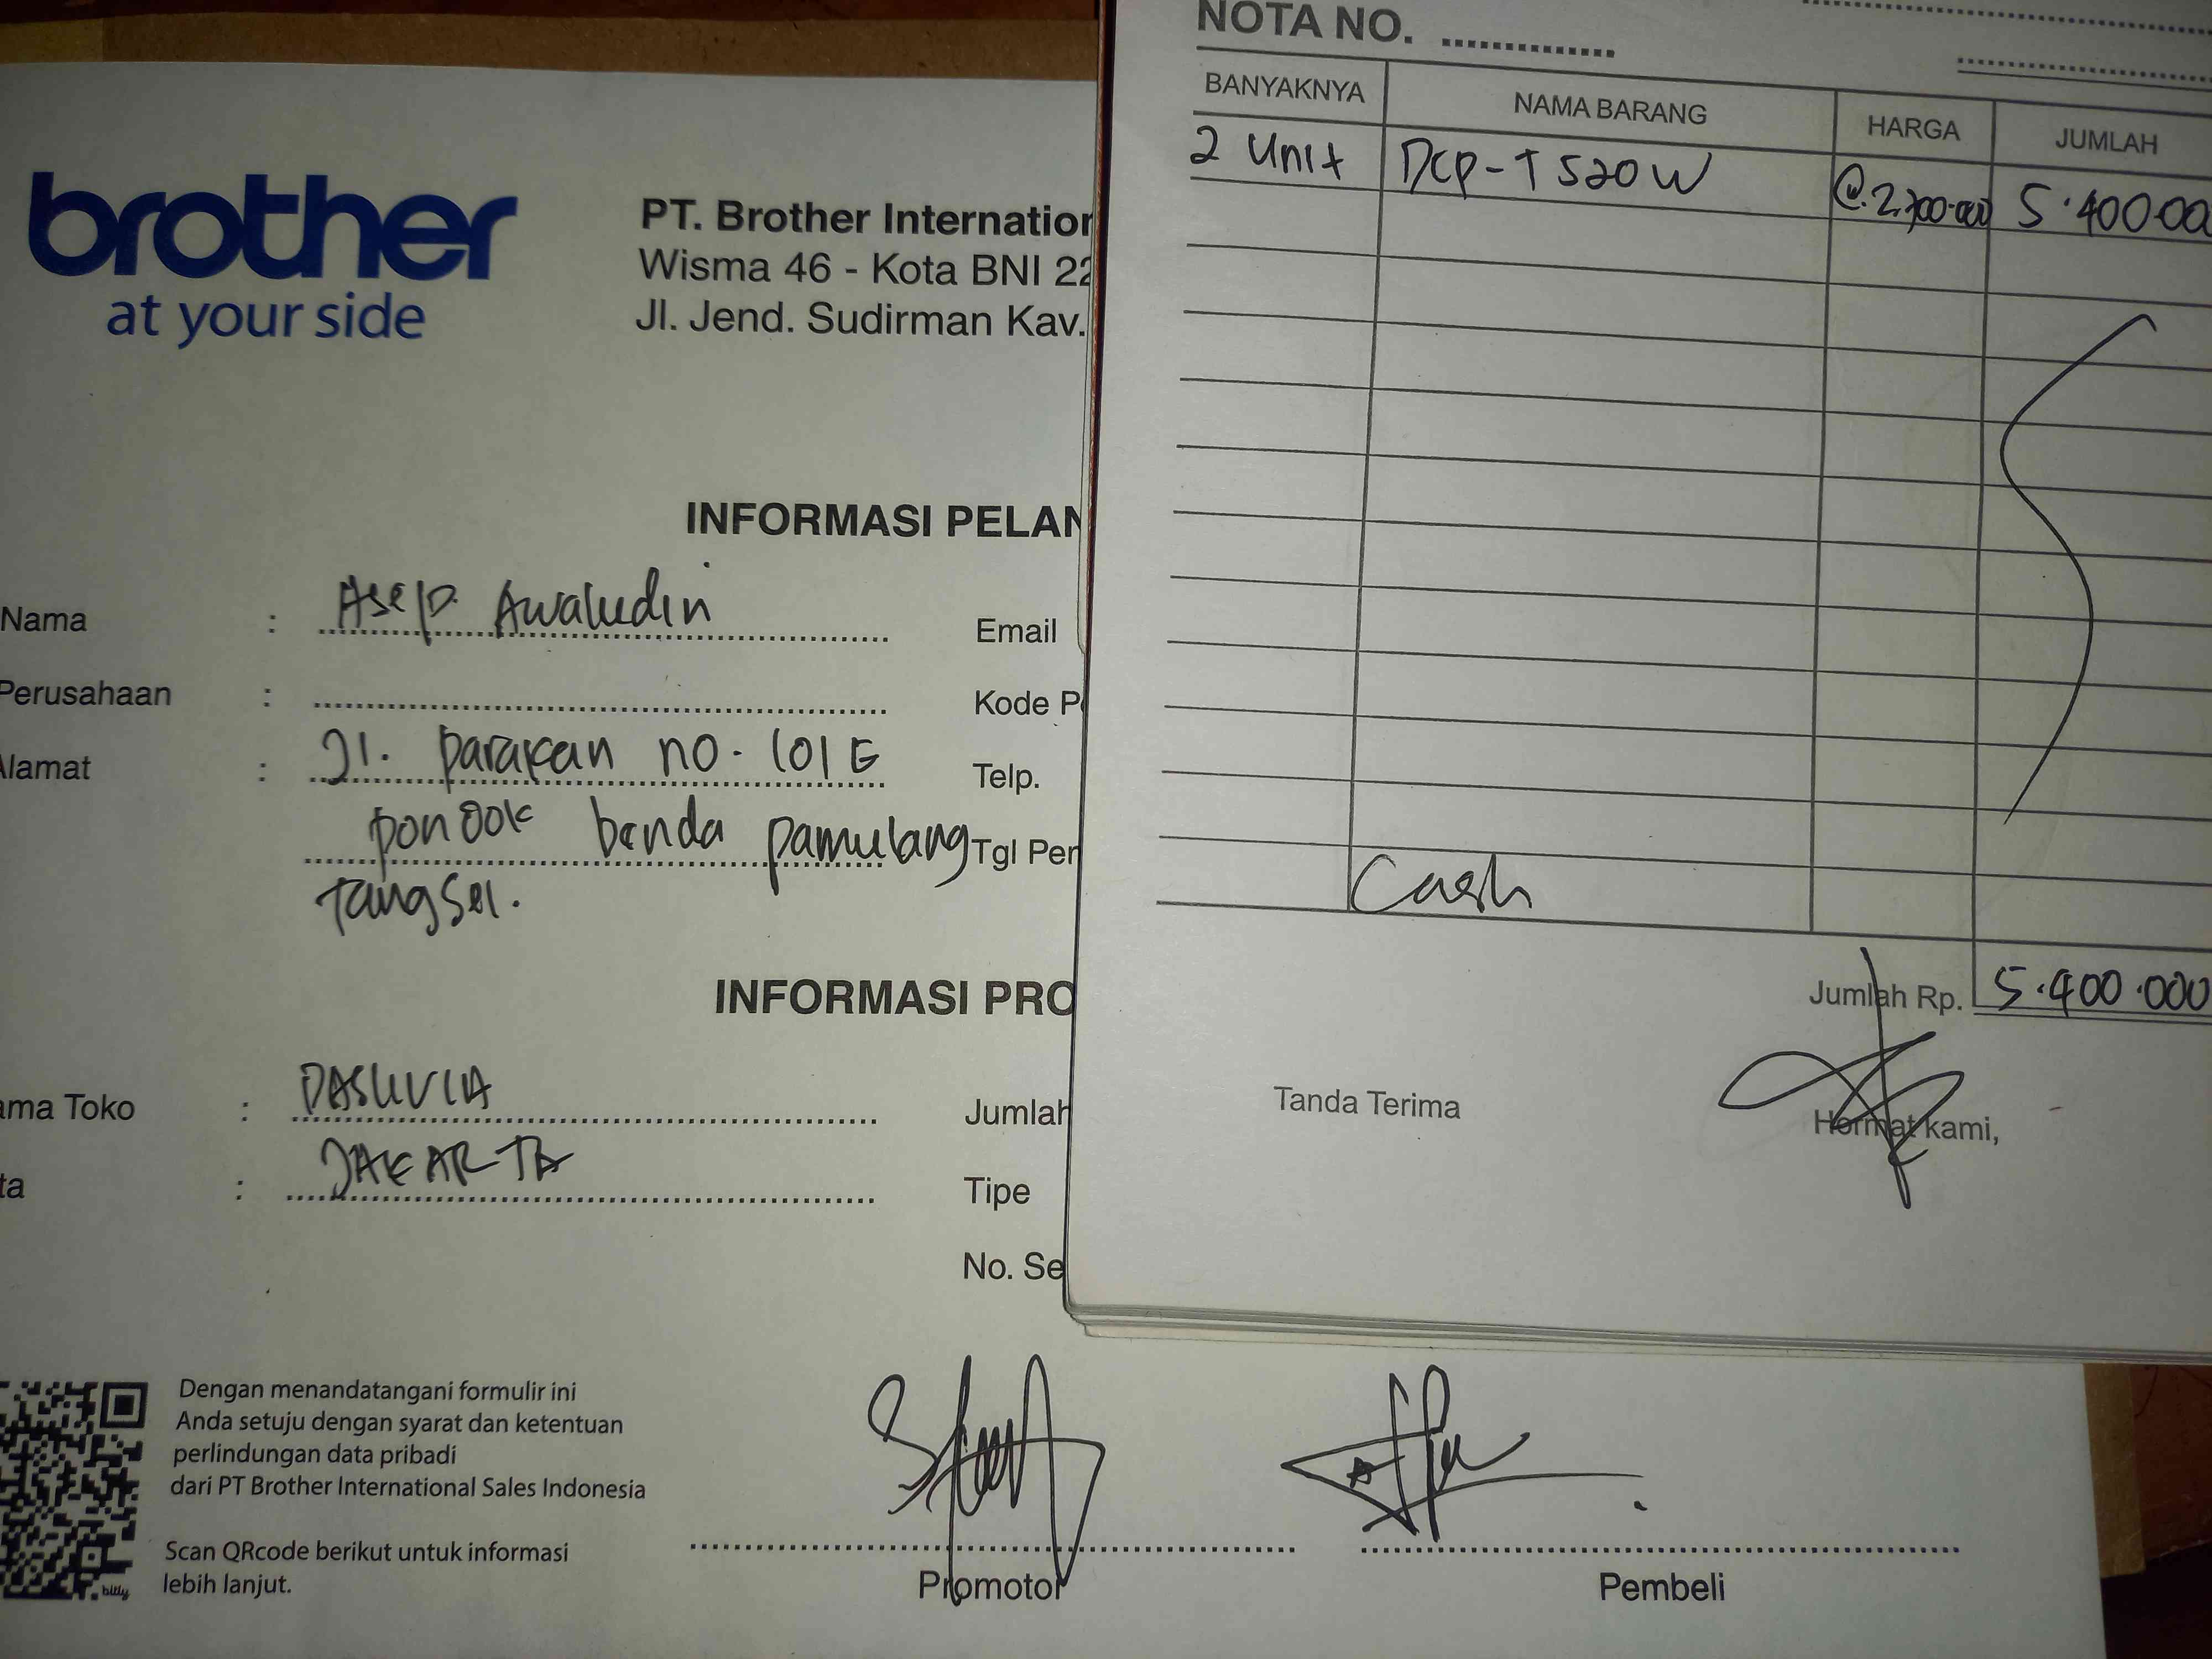 brother
at your side
PT. Brother Internation
Wisma 46 - Kota BNI 22
Jl. Jend. Sudirman Kav.
INFORMASI PELAN
Nama : Asep. Awaludin
Email
Perusahaan :
Kode P
Alamat : Jl. parakan no. 101 E
Telp.
pondok benda pamulang
Tgl Per
Tangsel.
INFORMASI PRO
ama Toko :
Jumlah
ta : JAKARTA
Tipe
No. Se
Dengan menandatangani formulir ini
Anda setuju dengan syarat dan ketentuan
perlindungan data pribadi
dari PT Brother International Sales Indonesia
Scan QRcode berikut untuk informasi
lebih lanjut.
bitly
Promotor
Pembeli
NOTA NO.
BANYAKNYA NAMA BARANG HARGA JUMLAH
2 Unit DCP-T520W @.2.700.000 5.400.00
Cash
Jumlah Rp. 5.400.000
Tanda Terima
Hormat kami,